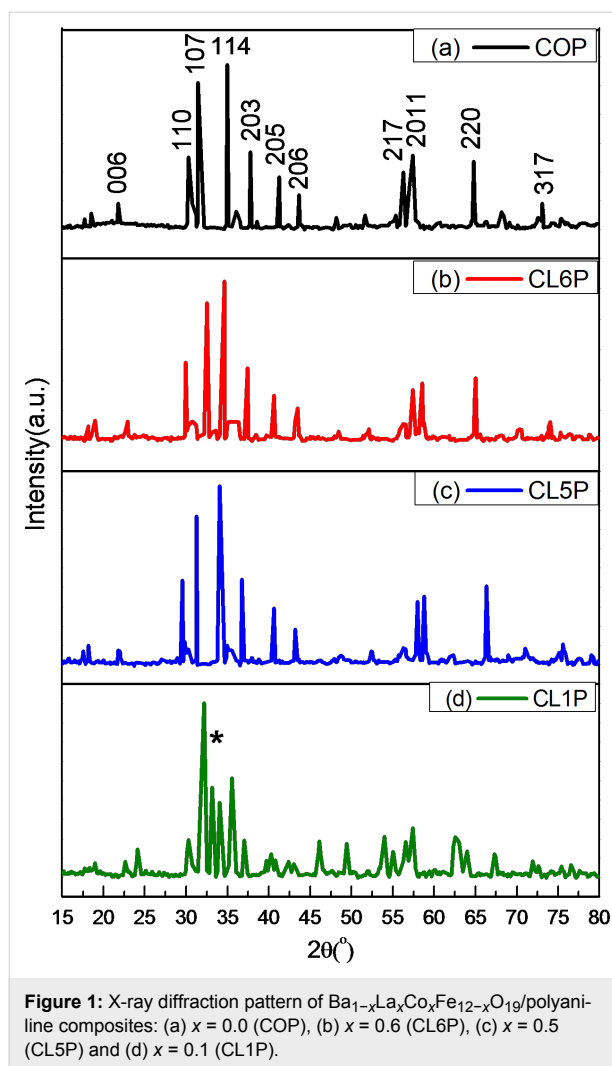 (a) COP
006
110
107
114
203
205
206
217
2011
220
317
(b) CL6P
(c) CL5P
(d) CL1P
*
Intensity(a.u.)
15 20 25 30 35 40 45 50 55 60 65 70 75 80
2θ(°)
Figure 1: X-ray diffraction pattern of Ba₁₋ₓLaₓCoₓFe₁₂₋ₓO₁₉/polyani-
line composites: (a) x = 0.0 (COP), (b) x = 0.6 (CL6P), (c) x = 0.5
(CL5P) and (d) x = 0.1 (CL1P).